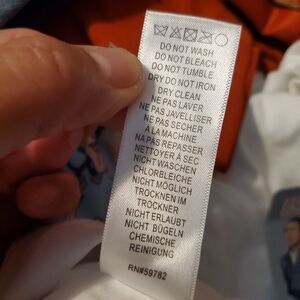 DO NOT WASH
DO NOT BLEACH
DO NOT TUMBLE
DRY DO NOT IRON
DRY CLEAN
NE PAS LAVER
NE PAS JAVELLISER
NE PAS SECHER
À LA MACHINE
NA PAS REPASSER
NETTOYER À SEC
NICHT WASCHEN
CHLORBLEICHE
NICHT MÖGLICH
TROCKNEN IM
TROCKNER
NICHT ERLAUBT
NICHT BÜGELN
CHEMISCHE
REINIGUNG
RN#59782